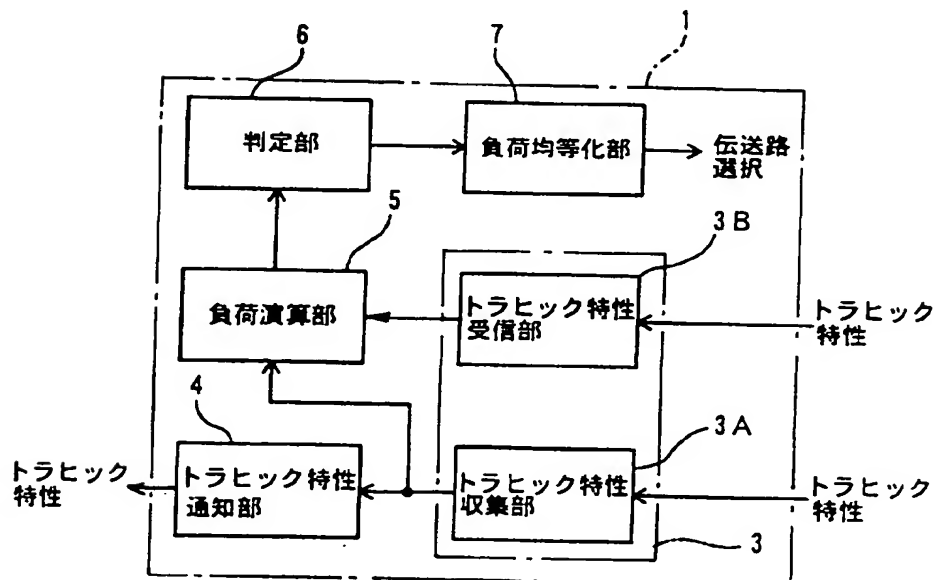 6
7
1
判定部
負荷均等化部
伝送路
選択
5
3B
負荷演算部
トラヒック特性
受信部
トラヒック
特性
4
3A
トラヒック
特性
トラヒック特性
通知部
トラヒック特性
収集部
トラヒック
特性
3